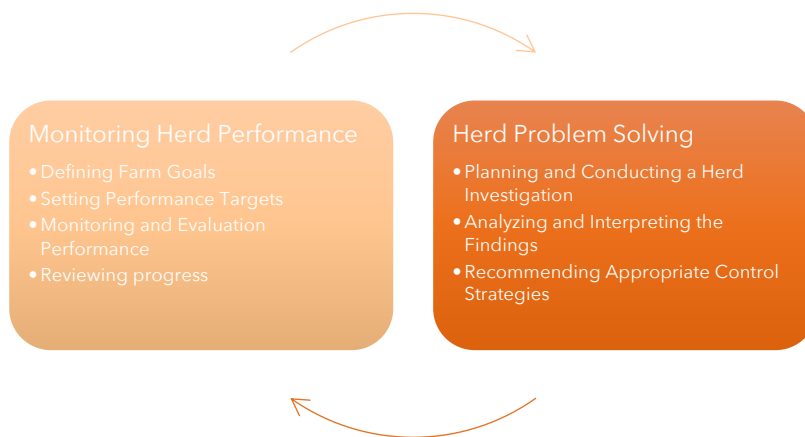 Monitoring Herd Performance
• Defining Farm Goals
• Setting Performance Targets
• Monitoring and Evaluation
Performance
• Reviewing progress
Herd Problem Solving
• Planning and Conducting a Herd
Investigation
• Analyzing and Interpreting the
Findings
• Recommending Appropriate Control
Strategies